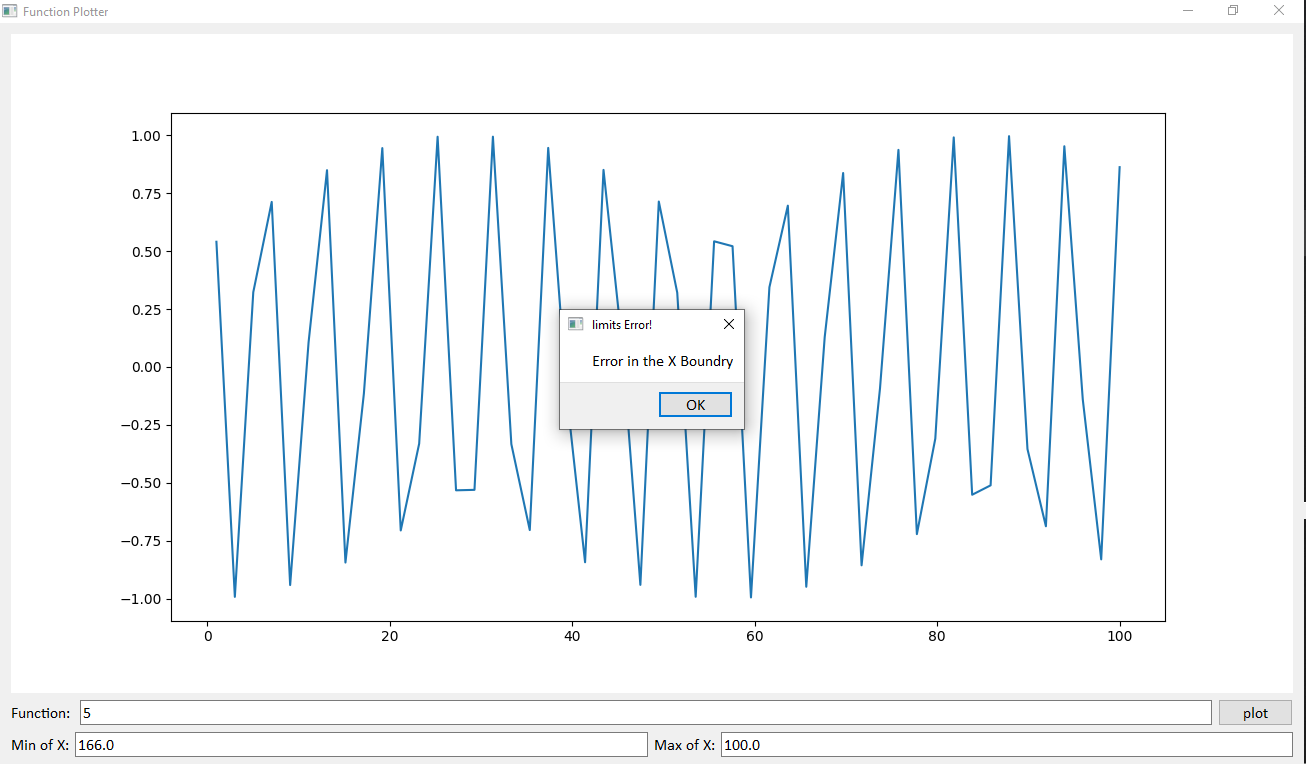 Function Plotter
1.00
0.75
0.50
0.25
0.00
−0.25
−0.50
−0.75
−1.00
0 20 40 60 80 100
limits Error!
Error in the X Boundry
OK
Function: 5 plot
Min of X: 166.0 Max of X: 100.0